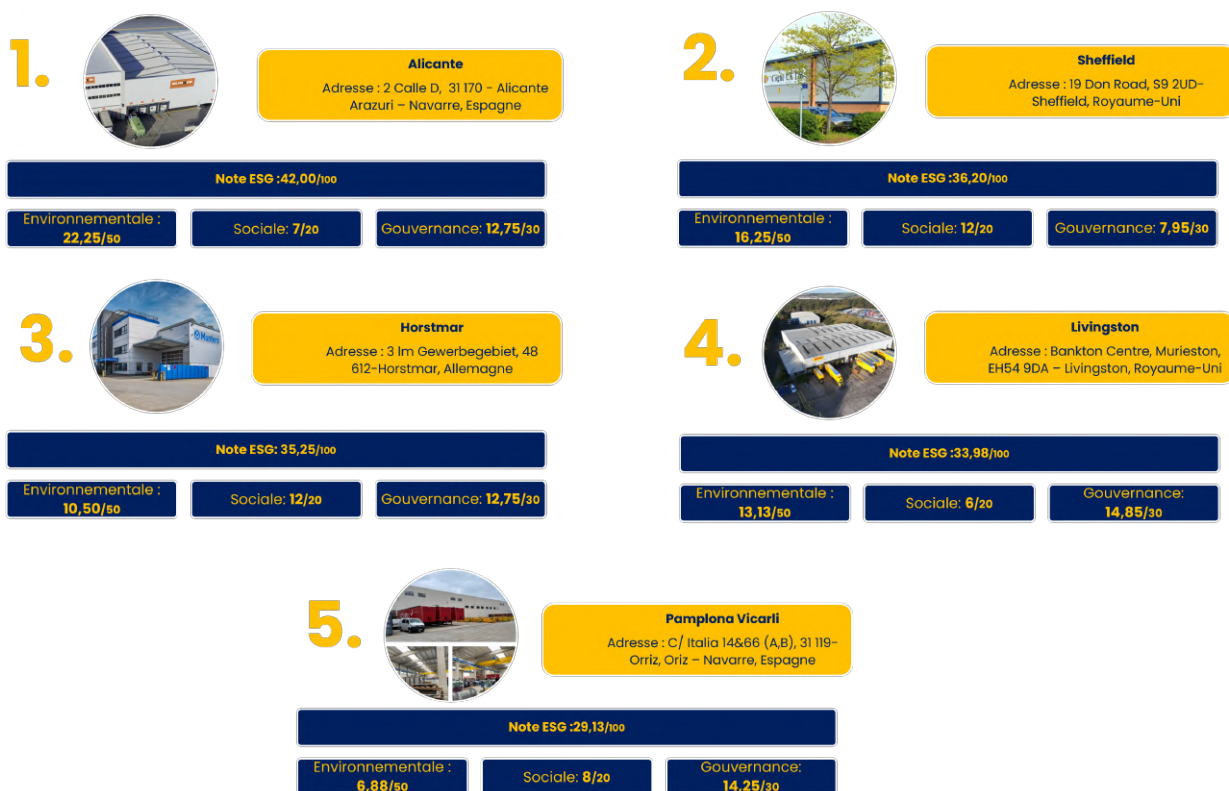 1.
Alicante
Adresse : 2 Calle D, 31 170 - Alicante
Arazuri – Navarre, Espagne
Note ESG :42,00/100
Environnementale :
22,25/50
Sociale: 7/20
Gouvernance: 12,75/30
2.
Sheffield
Adresse : 19 Don Road, S9 2UD-
Sheffield, Royaume-Uni
Note ESG :36,20/100
Environnementale :
16,25/50
Sociale: 12/20
Gouvernance: 7,95/30
3.
Horstmar
Adresse : 3 Im Gewerbegebiet, 48
612-Horstmar, Allemagne
Note ESG: 35,25/100
Environnementale :
10,50/50
Sociale: 12/20
Gouvernance: 12,75/30
4.
Livingston
Adresse : Bankton Centre, Murieston,
EH54 9DA – Livingston, Royaume-Uni
Note ESG :33,98/100
Environnementale :
13,13/50
Sociale: 6/20
Gouvernance:
14,85/30
5.
Pamplona Vicarli
Adresse : C/ Italia 14&66 (A,B), 31 119-
Orriz, Oriz – Navarre, Espagne
Note ESG :29,13/100
Environnementale :
6,88/50
Sociale: 8/20
Gouvernance:
14,25/30